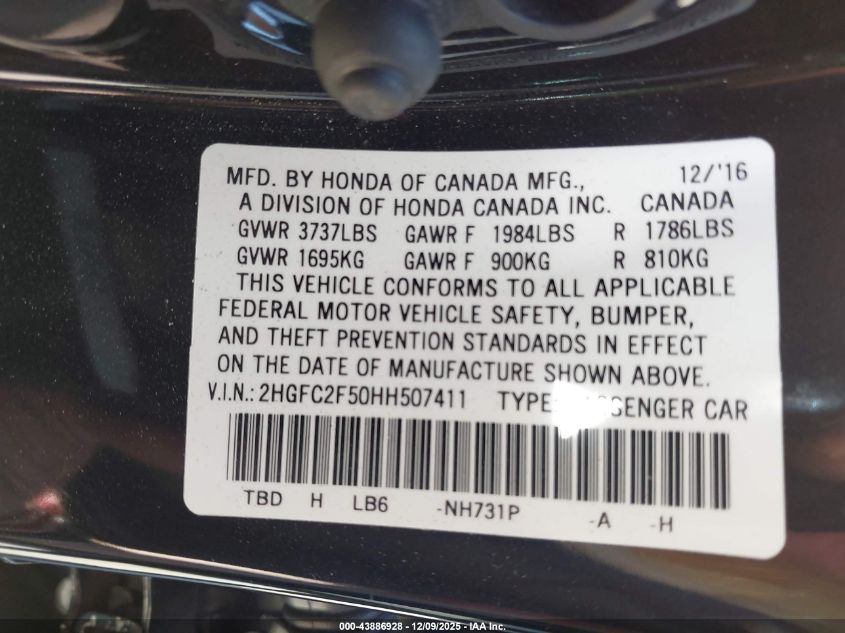 MFD. BY HONDA OF CANADA MFG., 12/'16
A DIVISION OF HONDA CANADA INC. CANADA
GVWR 3737LBS GAWR F 1984LBS R 1786LBS
GVWR 1695KG GAWR F 900KG R 810KG
THIS VEHICLE CONFORMS TO ALL APPLICABLE
FEDERAL MOTOR VEHICLE SAFETY, BUMPER,
AND THEFT PREVENTION STANDARDS IN EFFECT
ON THE DATE OF MANUFACTURE SHOWN ABOVE.
V.I.N.: 2HGFC2F50HH507411 TYPE: PASSENGER CAR
TBD H LB6 -NH731P -A -H
000-43886928 - 12/09/2025 - IAA Inc.